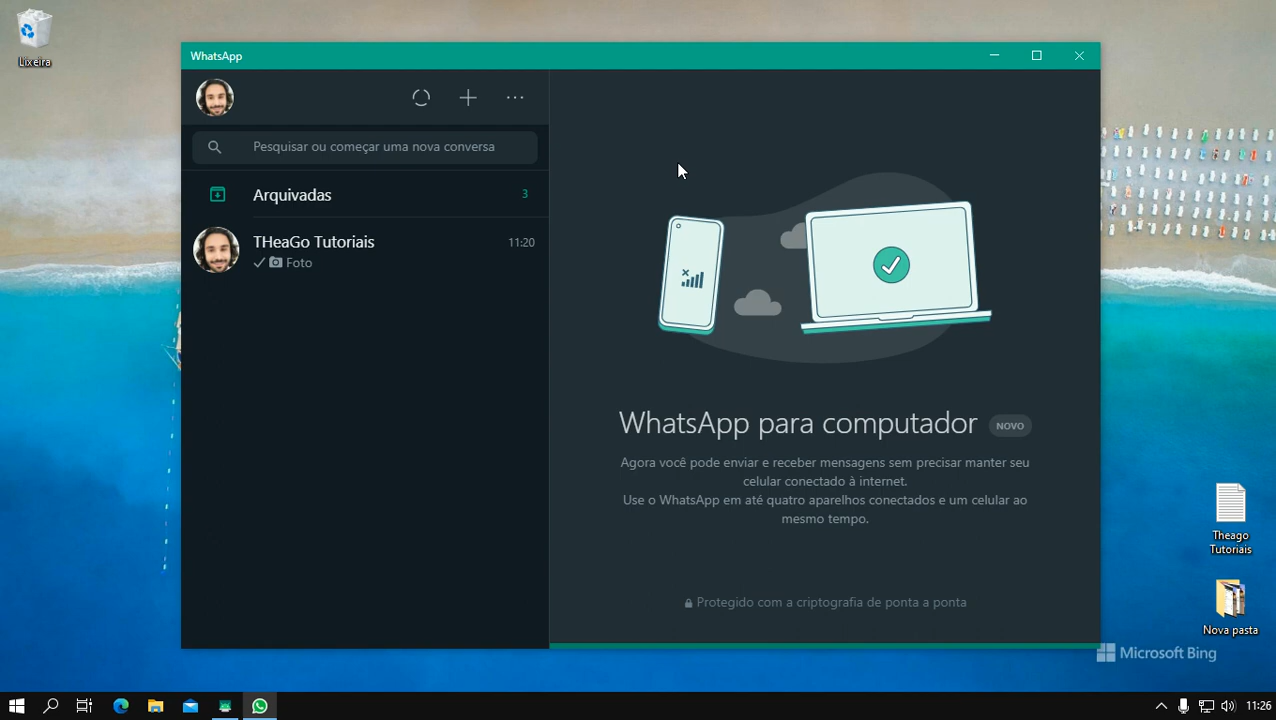 Lixeira
WhatsApp
Pesquisar ou começar uma nova conversa
Arquivadas
3
THeaGo Tutoriais
11:20
Foto
WhatsApp para computador
NOVO
Agora você pode enviar e receber mensagens sem precisar manter seu
celular conectado à internet.
Use o WhatsApp em até quatro aparelhos conectados e um celular ao
mesmo tempo.
Protegido com a criptografia de ponta a ponta
Theago
Tutoriais
Nova pasta
Microsoft Bing
11:26